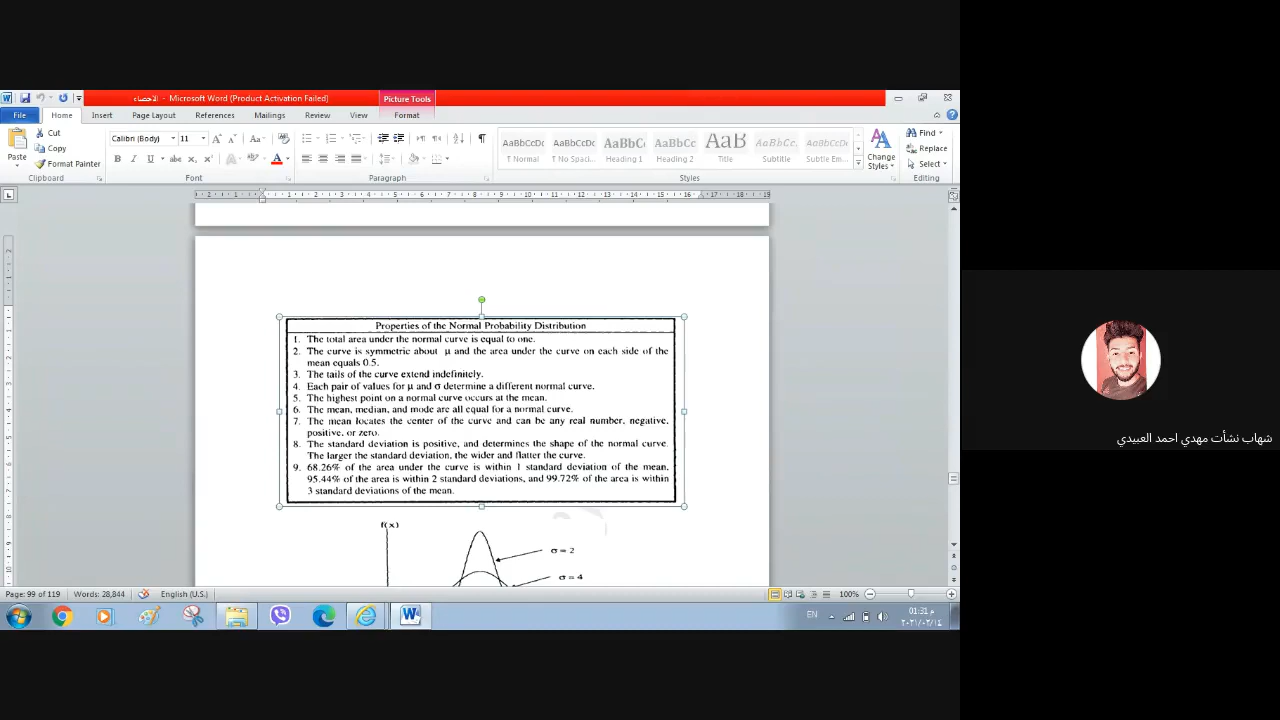 الاحصاء - Microsoft Word (Product Activation Failed)
Picture Tools
File Home Insert Page Layout References Mailings Review View Format
Paste
Cut
Copy
Format Painter
Clipboard
Calibri (Body) 11
Font
Paragraph
AaBbCcDc AaBbCcDc AaBbCc AaBbCc AaB AaBbCc. AaBbCcDc
¶ Normal ¶ No Spaci... Heading 1 Heading 2 Title Subtitle Subtle Em...
Styles
Change Styles
Find
Replace
Select
Editing
Properties of the Normal Probability Distribution
1. The total area under the normal curve is equal to one.
2. The curve is symmetric about μ and the area under the curve on each side of the
mean equals 0.5.
3. The tails of the curve extend indefinitely.
4. Each pair of values for μ and σ determine a different normal curve.
5. The highest point on a normal curve occurs at the mean.
6. The mean, median, and mode are all equal for a normal curve.
7. The mean locates the center of the curve and can be any real number, negative,
positive, or zero.
8. The standard deviation is positive, and determines the shape of the normal curve.
The larger the standard deviation, the wider and flatter the curve.
9. 68.26% of the area under the curve is within 1 standard deviation of the mean,
95.44% of the area is within 2 standard deviations, and 99.72% of the area is within
3 standard deviations of the mean.
f(x)
σ = 2
σ = 4
Page: 99 of 119 Words: 28,844 English (U.S.) 100%
EN
01:31 م
٢٠٢١/٠٣/١٤
شهاب نشأت مهدي احمد العبيدي